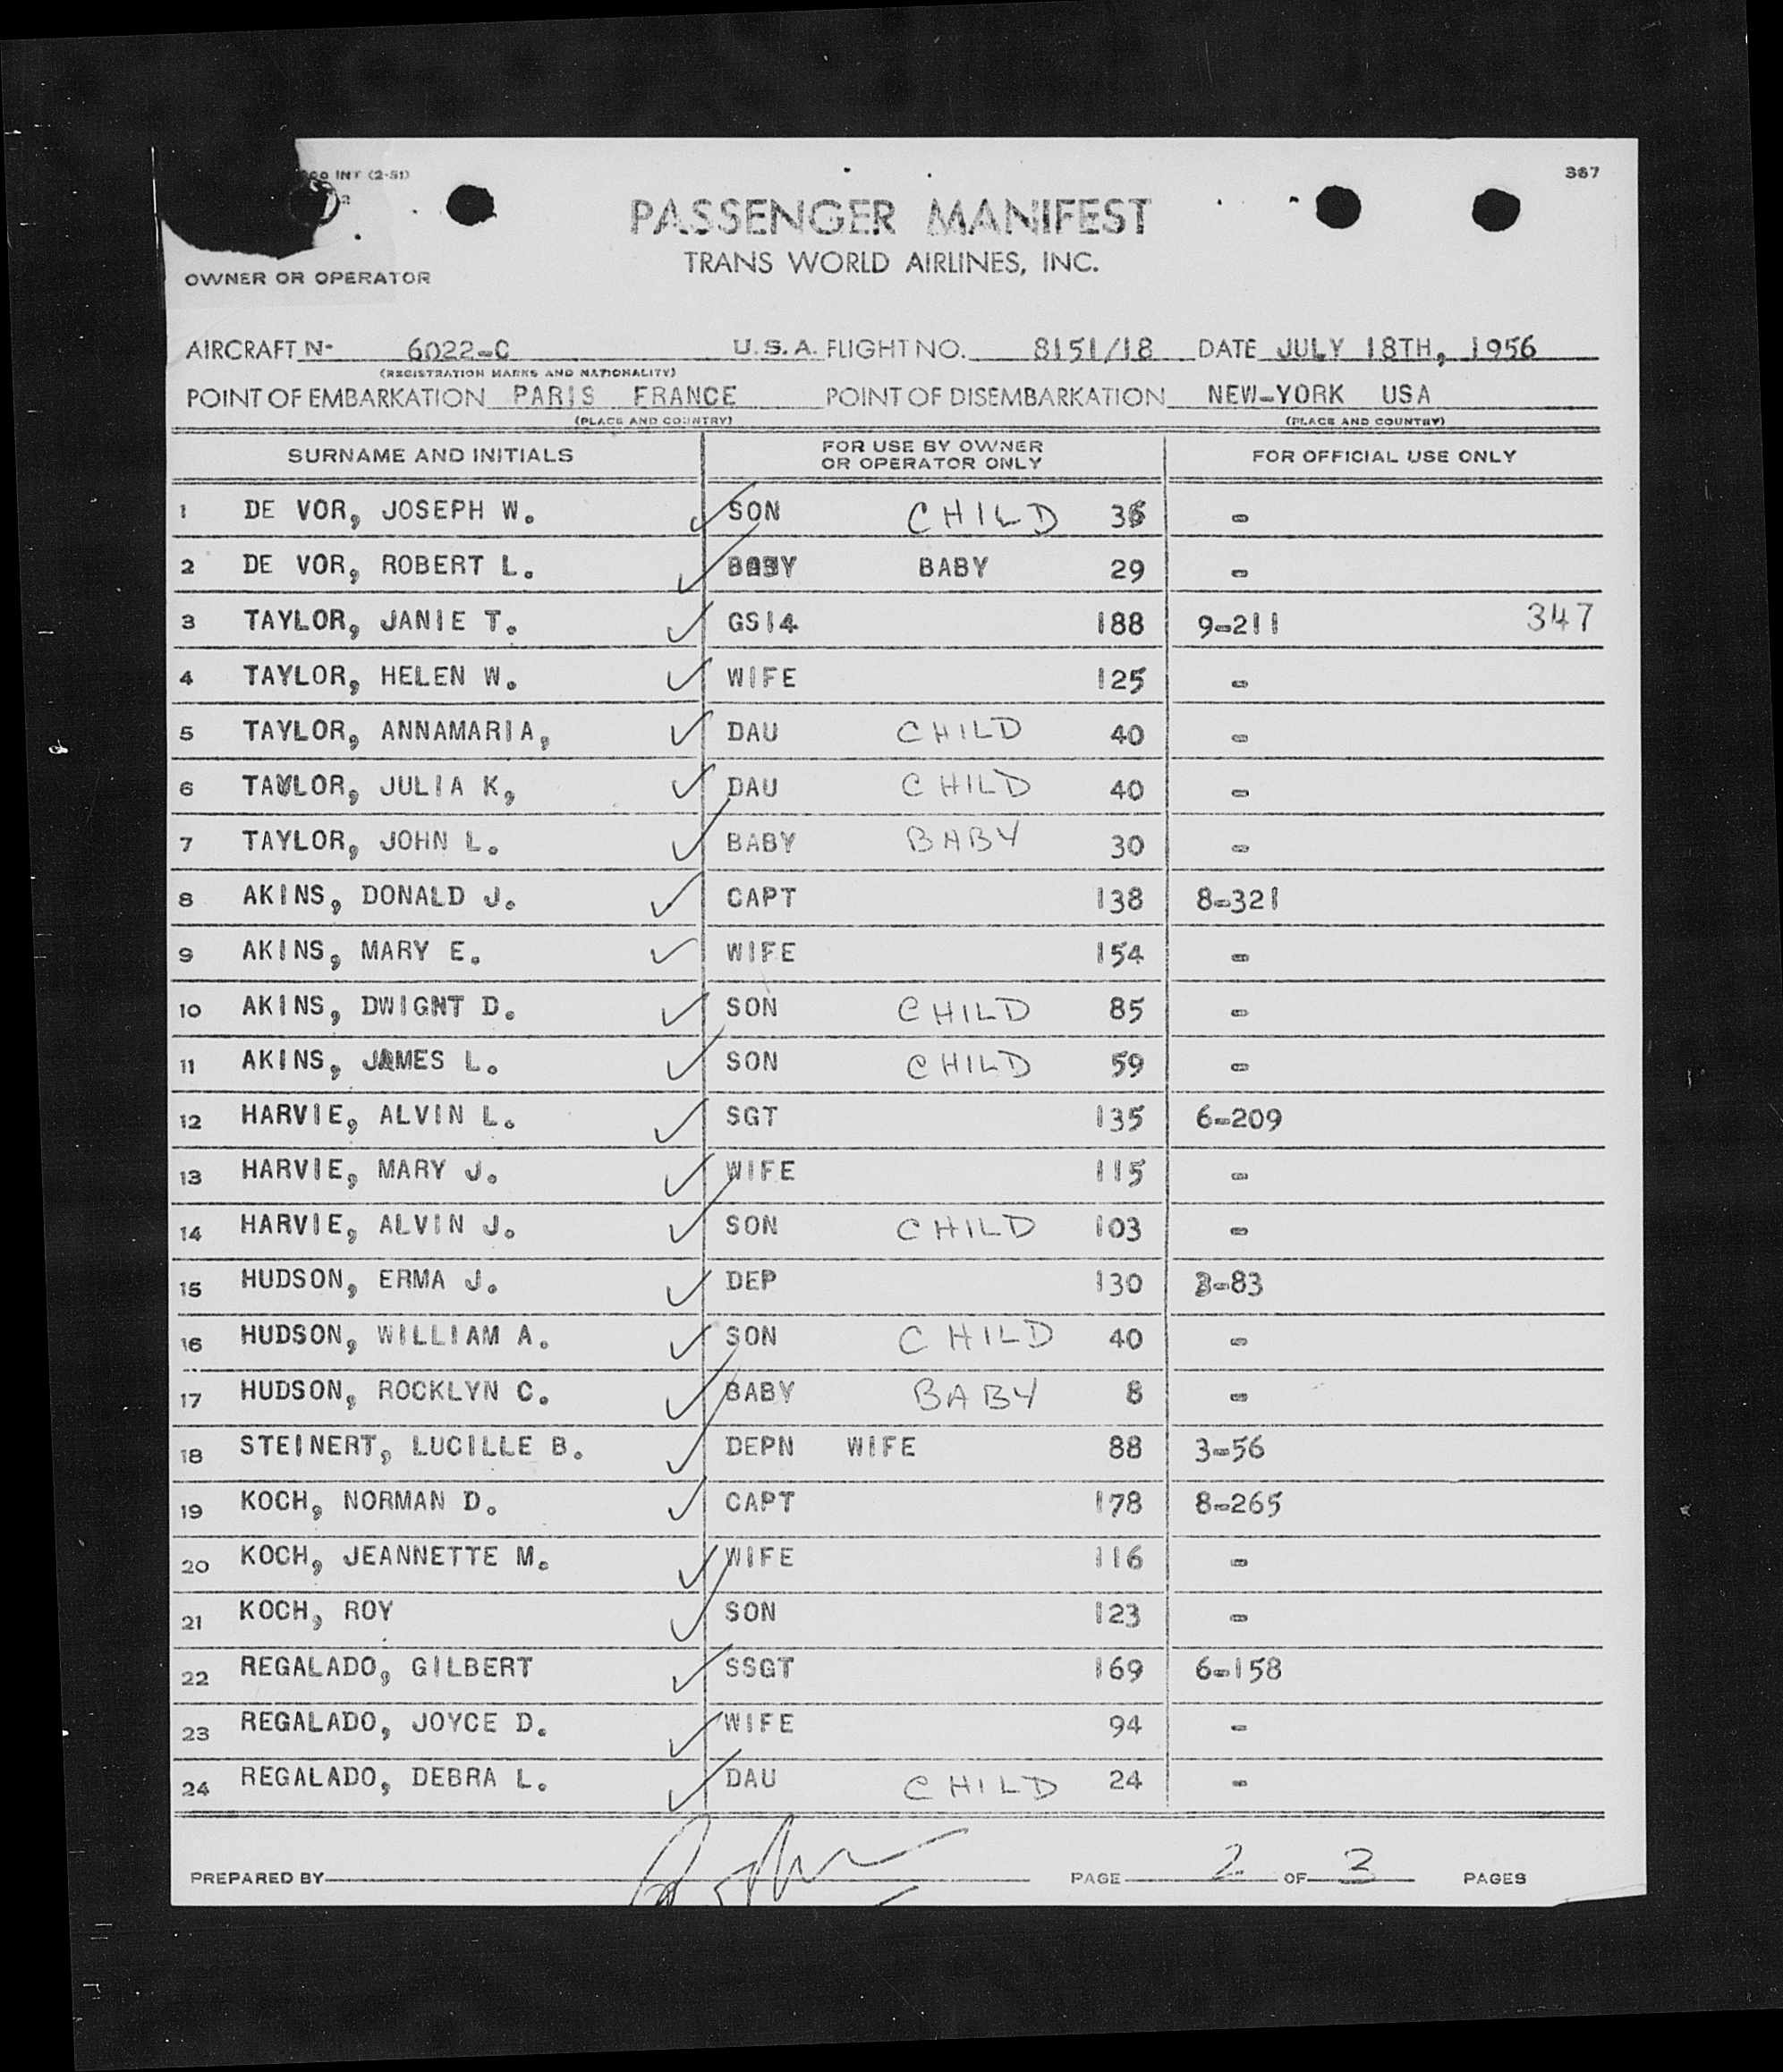 INT (2-51)
367
PASSENGER MANIFEST
TRANS WORLD AIRLINES, INC.
OWNER OR OPERATOR
AIRCRAFT N- 6022-C U.S.A. FLIGHT NO. 8151/18 DATE JULY 18TH, 1956
(REGISTRATION MARKS AND NATIONALITY)
POINT OF EMBARKATION PARIS FRANCE POINT OF DISEMBARKATION NEW-YORK USA
(PLACE AND COUNTRY) (PLACE AND COUNTRY)
SURNAME AND INITIALS FOR USE BY OWNER OR OPERATOR ONLY FOR OFFICIAL USE ONLY
1 DE VOR, JOSEPH W. SON CHILD -
2 DE VOR, ROBERT L. BABY 29 -
3 TAYLOR, JANIE T. GS14 188 9-211 347
4 TAYLOR, HELEN W. WIFE 125 -
5 TAYLOR, ANNAMARIA, DAU CHILD 40 -
6 TAYLOR, JULIA K, DAU CHILD 40 -
7 TAYLOR, JOHN L. BABY BABY 30 -
8 AKINS, DONALD J. CAPT 138 8-321
9 AKINS, MARY E. WIFE 154 -
10 AKINS, DWIGNT D. SON CHILD 85 -
11 AKINS, JAMES L. SON CHILD 59 -
12 HARVIE, ALVIN L. SGT 135 6-209
13 HARVIE, MARY J. WIFE 115 -
14 HARVIE, ALVIN J. SON CHILD 103 -
15 HUDSON, ERMA J. DEP 130 3-83
16 HUDSON, WILLIAM A. SON CHILD 40 -
17 HUDSON, ROCKLYN C. BABY BABY 8 -
18 STEINERT, LUCILLE B. DEPN WIFE 88 3-56
19 KOCH, NORMAN D. CAPT 178 8-265
20 KOCH, JEANNETTE M. WIFE 116 -
21 KOCH, ROY SON 123 -
22 REGALADO, GILBERT SSGT 169 6-158
23 REGALADO, JOYCE D. WIFE 94 -
24 REGALADO, DEBRA L. DAU CHILD 24 -
PREPARED BY PAGE 2 OF 3 PAGES